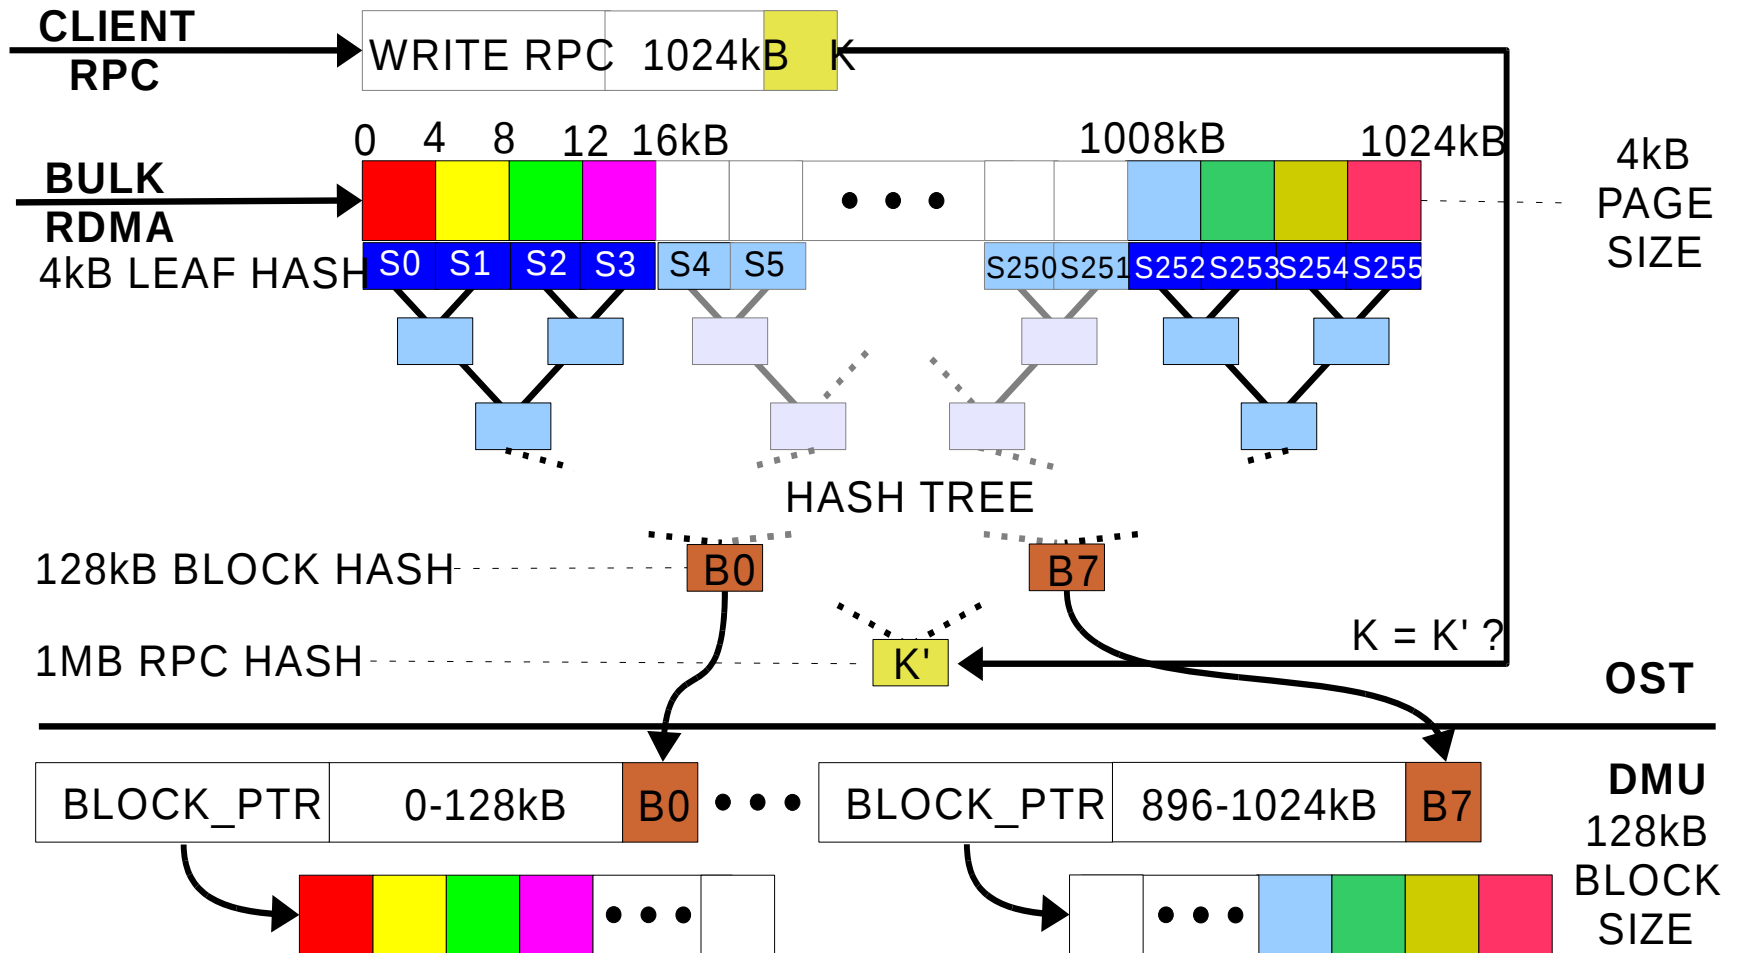 CLIENT
RPC
WRITE RPC 1024kB K
0 4 8 12 16kB 1008kB 1024kB
BULK
RDMA
4kB
PAGE
SIZE
4kB LEAF HASH
S0 S1 S2 S3 S4 S5 S250 S251 S252 S253 S254 S255
HASH TREE
128kB BLOCK HASH
B0 B7
K = K' ?
1MB RPC HASH
K'
OST
BLOCK_PTR 0-128kB B0 BLOCK_PTR 896-1024kB B7
DMU
128kB
BLOCK
SIZE